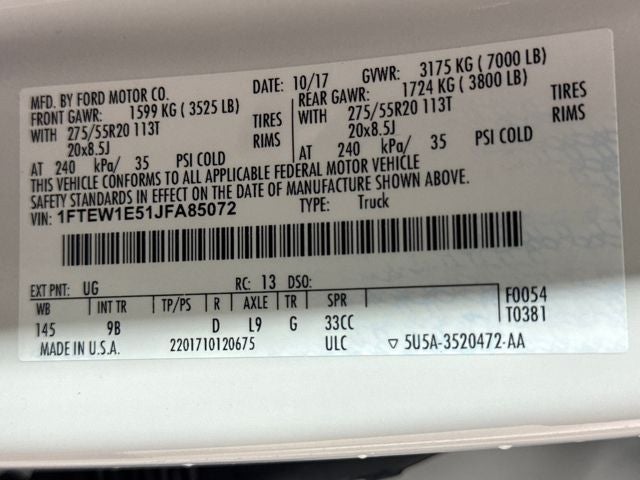 DATE: 10/17 GVWR: 3175 KG ( 7000 LB)
MFD. BY FORD MOTOR CO.
FRONT GAWR: 1599 KG ( 3525 LB) REAR GAWR: 1724 KG ( 3800 LB)
WITH 275/55R20 113T TIRES WITH 275/55R20 113T TIRES
20x8.5J RIMS 20x8.5J RIMS
AT 240 kPa/ 35 PSI COLD AT 240 kPa/ 35 PSI COLD
THIS VEHICLE CONFORMS TO ALL APPLICABLE FEDERAL MOTOR VEHICLE
SAFETY STANDARDS IN EFFECT ON THE DATE OF MANUFACTURE SHOWN ABOVE.
VIN: 1FTEW1E51JFA85072 TYPE: Truck
EXT PNT: UG RC: 13 DSO:
WB INT TR TP/PS R AXLE TR SPR F0054
145 9B D L9 G 33CC T0381
MADE IN U.S.A. 2201710120675 ULC ▽ 5U5A-3520472-AA